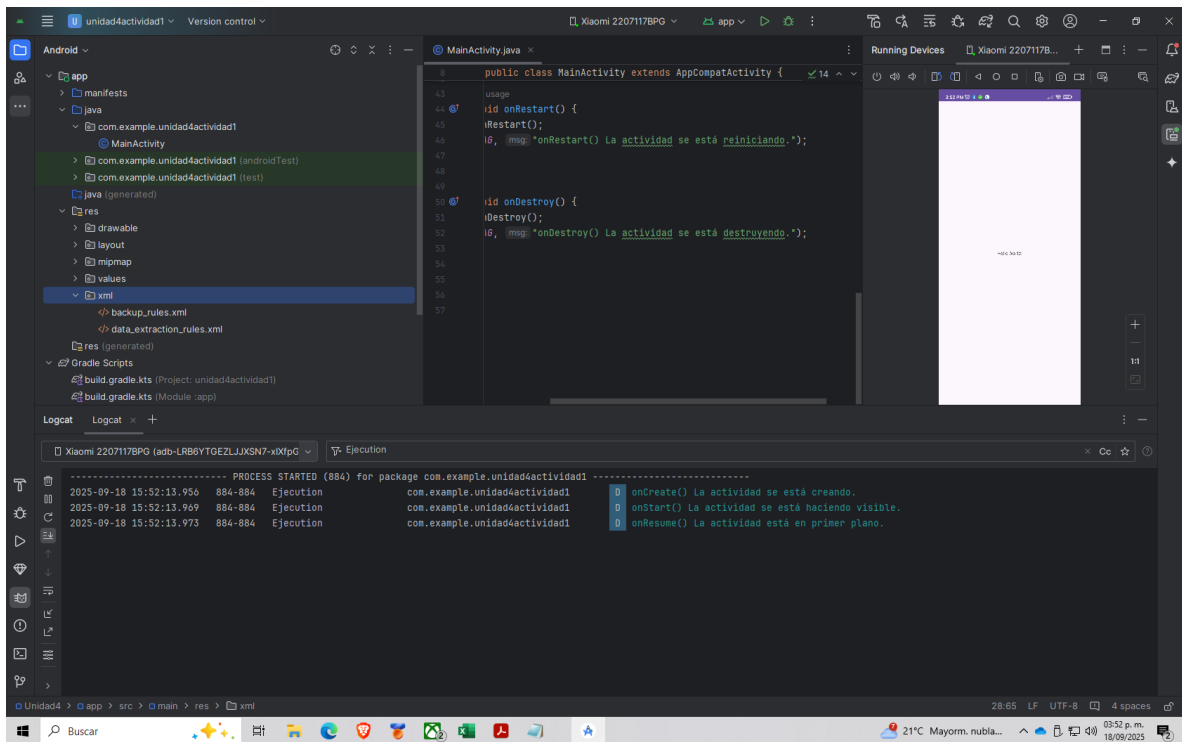 U unidad4actividad1 Version control Xiaomi 2207117BPG app
Android
MainActivity.java
Running Devices Xiaomi 2207117B...
app
manifests
java
com.example.unidad4actividad1
MainActivity
com.example.unidad4actividad1 (androidTest)
com.example.unidad4actividad1 (test)
java (generated)
res
drawable
layout
mipmap
values
xml
backup_rules.xml
data_extraction_rules.xml
res (generated)
Gradle Scripts
build.gradle.kts (Project: unidad4actividad1)
build.gradle.kts (Module :app)
8 public class MainActivity extends AppCompatActivity { 14
43 usage
44 id onRestart() {
45 Restart();
46 G, msg: "onRestart() La actividad se está reiniciando.");
47
48
49
50 id onDestroy() {
51 Destroy();
52 G, msg: "onDestroy() La actividad se está destruyendo.");
53
54
55
56
57
3:52 PM
1:1
Logcat Logcat
Xiaomi 2207117BPG (adb-LRB6YTGEZLJJXSN7-xlXfpG Ejecution Cc
---------------------------- PROCESS STARTED (884) for package com.example.unidad4actividad1 ----------------------------
2025-09-18 15:52:13.956 884-884 Ejecution com.example.unidad4actividad1 D onCreate() La actividad se está creando.
2025-09-18 15:52:13.969 884-884 Ejecution com.example.unidad4actividad1 D onStart() La actividad se está haciendo visible.
2025-09-18 15:52:13.973 884-884 Ejecution com.example.unidad4actividad1 D onResume() La actividad está en primer plano.
Unidad4 > app > src > main > res > xml 28:65 LF UTF-8 4 spaces
Buscar 21°C Mayorm. nubla... 03:52 p. m.
18/09/2025